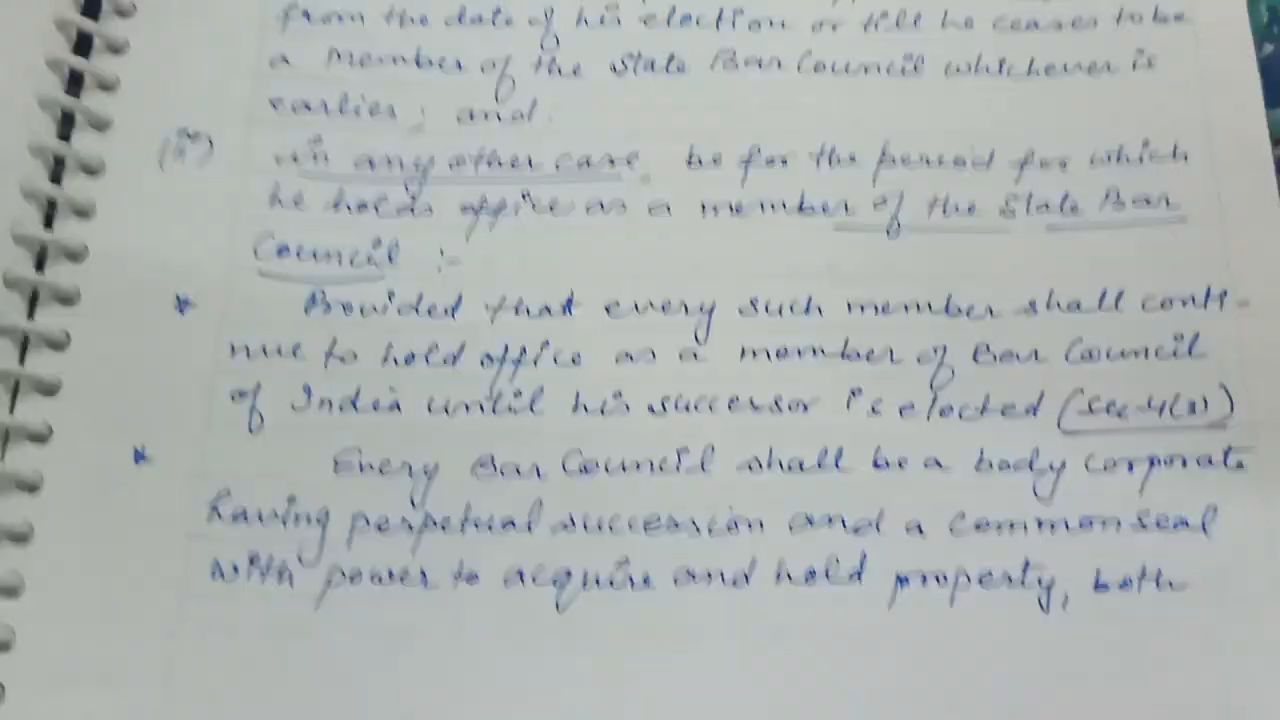 from the date of his election or till he ceases to be
a member of the State Bar Council whichever is
earlier; and.
(ii) in any other case, be for the period for which
he holds office as a member of the State Bar
Council :-
* Provided that every such member shall conti-
nue to hold office as a member of Bar Council
of India until his successor is elected (Sec-4(3))
* Every Bar Council shall be a body corporate
having perpetual succession and a common seal
with power to acquire and hold property, both